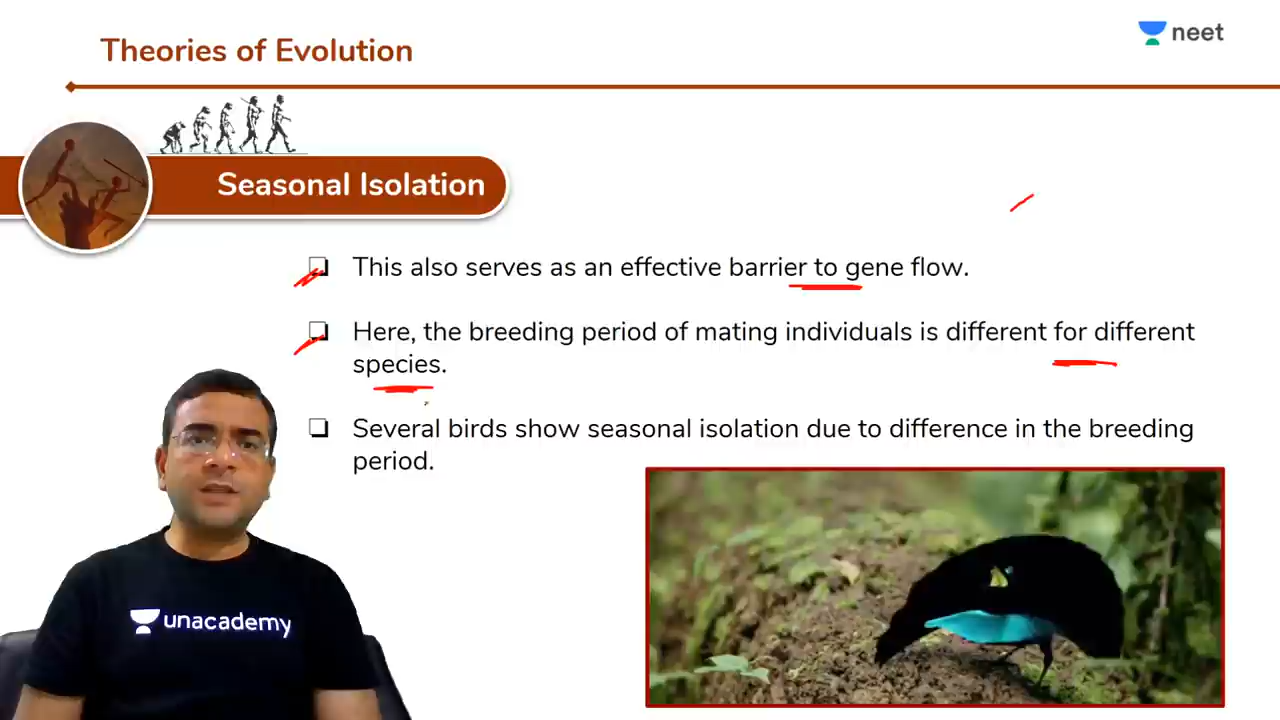 Theories of Evolution
neet
Seasonal Isolation
This also serves as an effective barrier to gene flow.
Here, the breeding period of mating individuals is different for different
species.
Several birds show seasonal isolation due to difference in the breeding
period.
unacademy